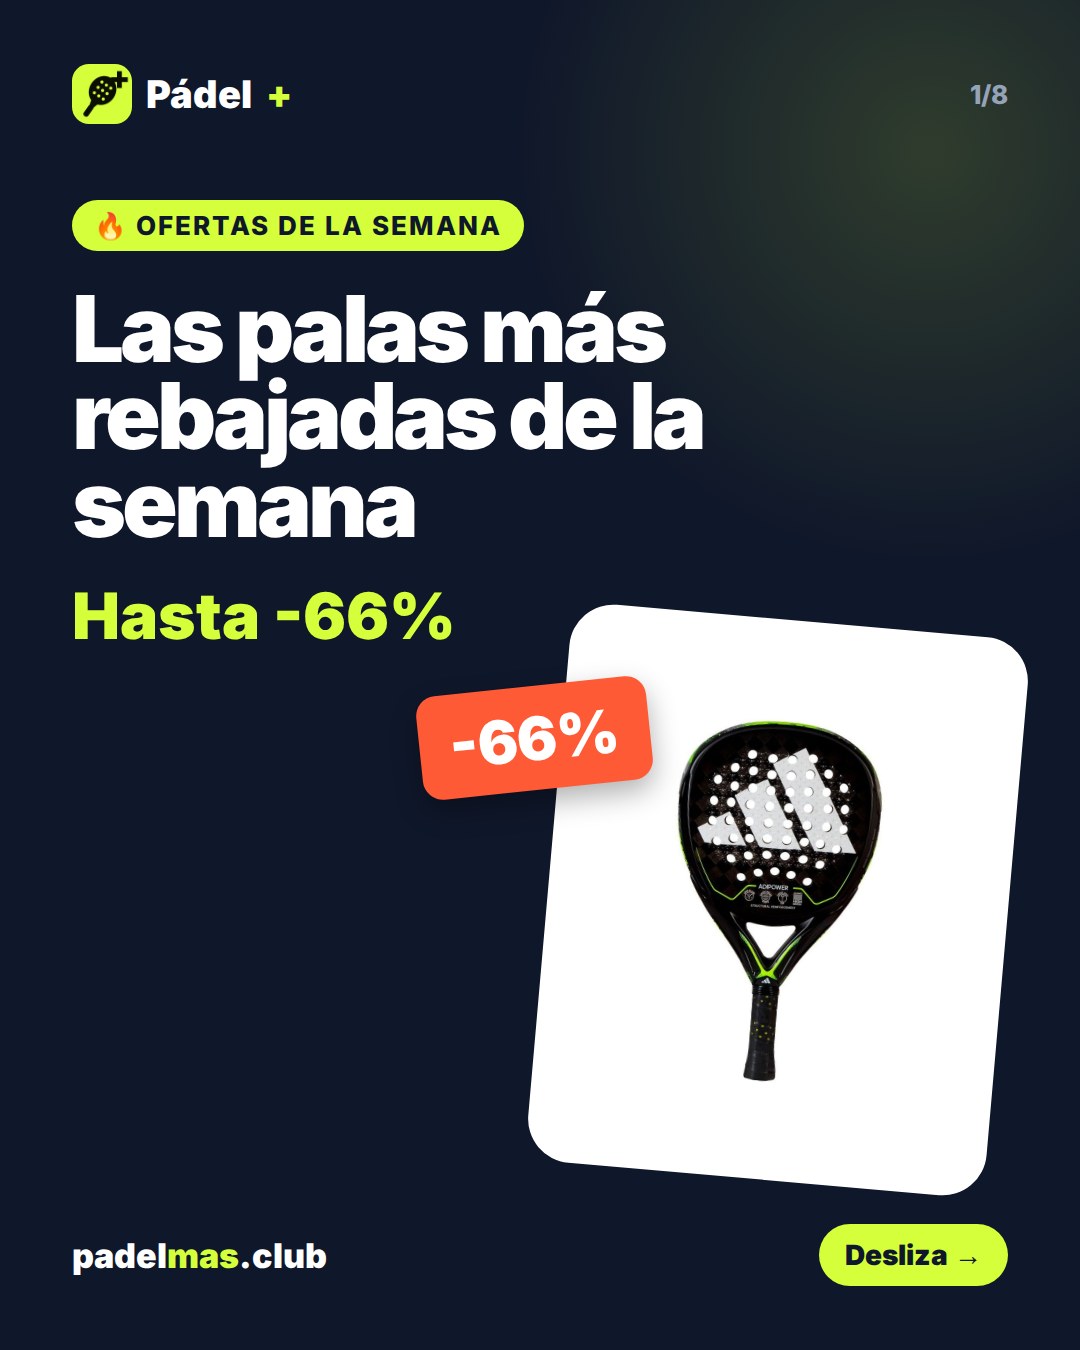 Pádel +
1/8
🔥 OFERTAS DE LA SEMANA
Las palas más
rebajadas de la
semana
Hasta -66%
-66%
ADIPOWER
padelmas.club
Desliza →